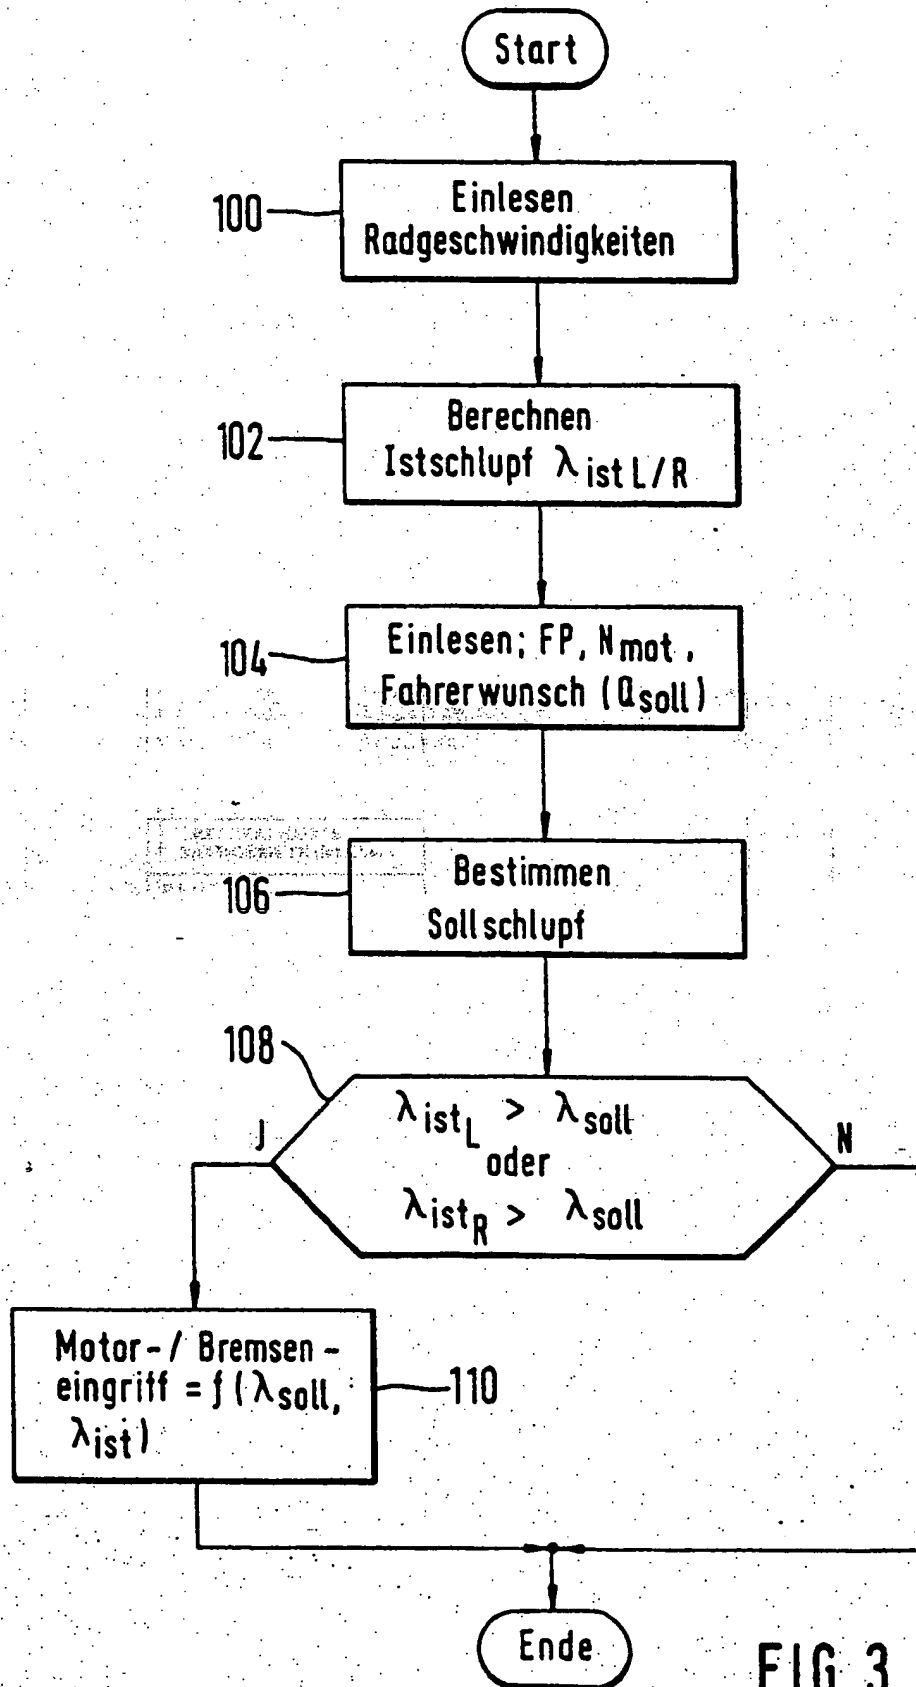 Start
100
Einlesen
Radgeschwindigkeiten
102
Berechnen
Istschlupf λist L/R
104
Einlesen; FP, Nmot,
Fahrerwunsch (Qsoll)
106
Bestimmen
Sollschlupf
108
J
N
λistL > λsoll
oder
λistR > λsoll
Motor-/ Bremsen-
eingriff = f (λsoll,
λist)
110
Ende
FIG 3